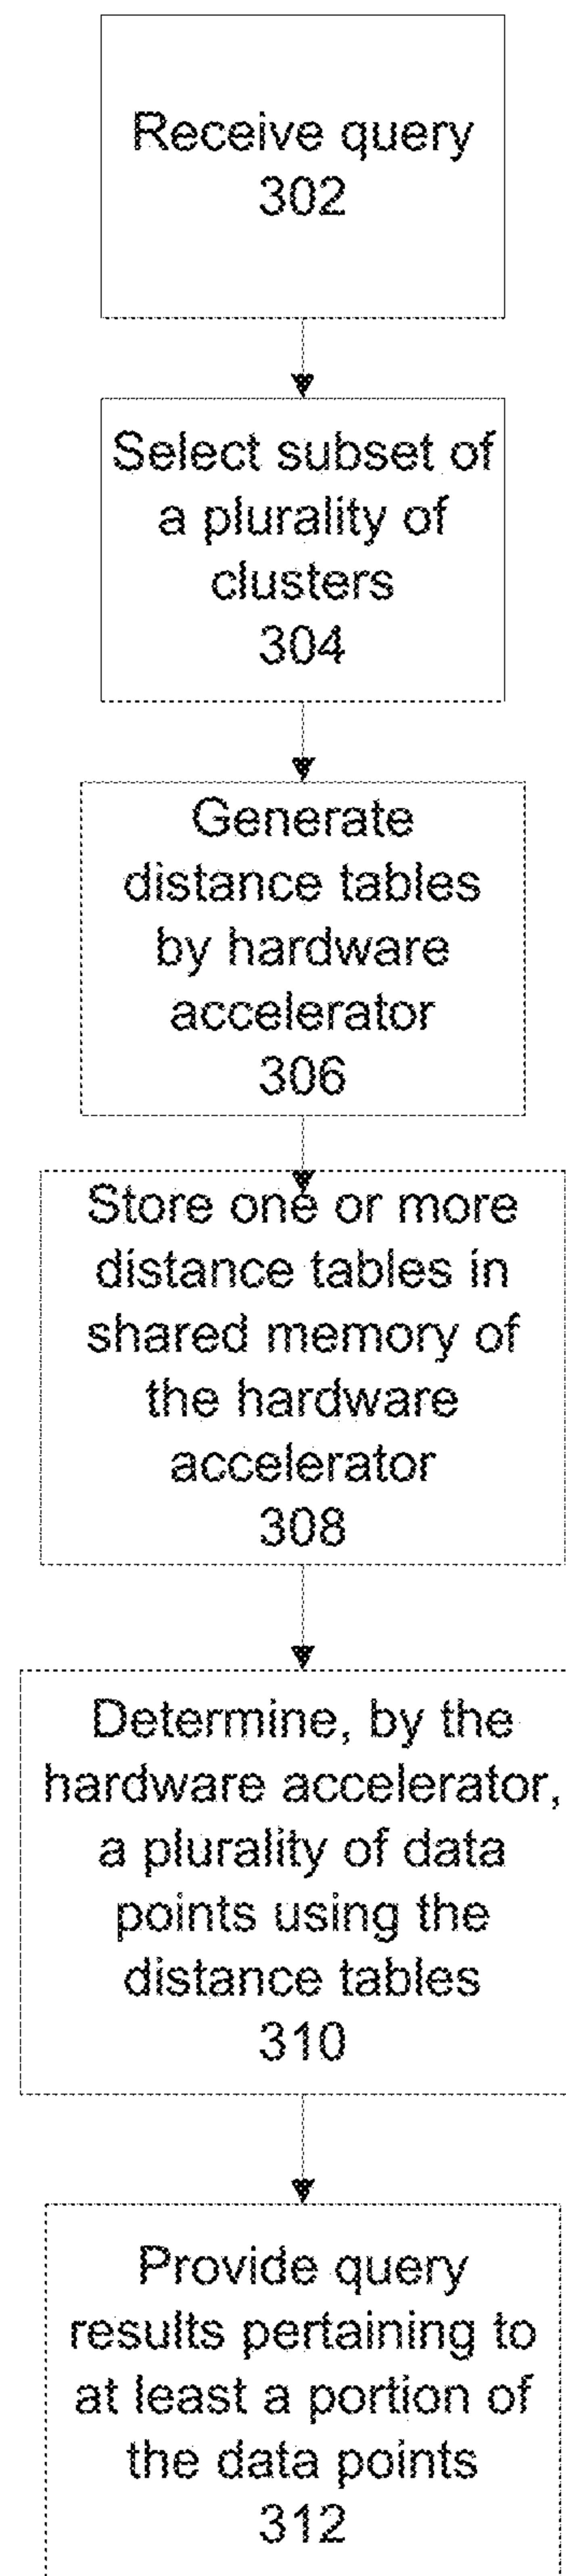 Receive query
302
Select subset of
a plurality of
clusters
304
Generate
distance tables
by hardware
accelerator
306
Store one or more
distance tables in
shared memory of
the hardware
accelerator
308
Determine, by the
hardware accelerator,
a plurality of data
points using the
distance tables
310
Provide query
results pertaining to
at least a portion of
the data points
312